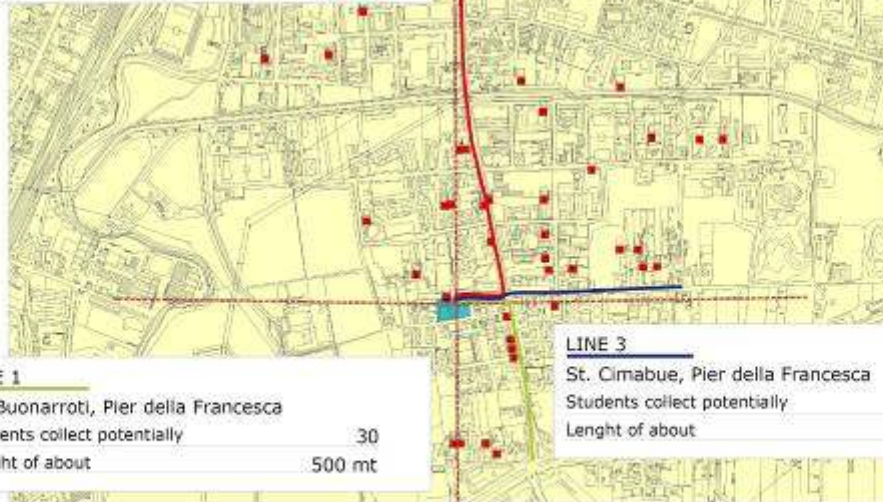 E 1
Buonarroti, Pier della Francesca
ents collect potentially 30
ht of about 500 mt
LINE 3
St. Cimabue, Pier della Francesca
Students collect potentially
Lenght of about